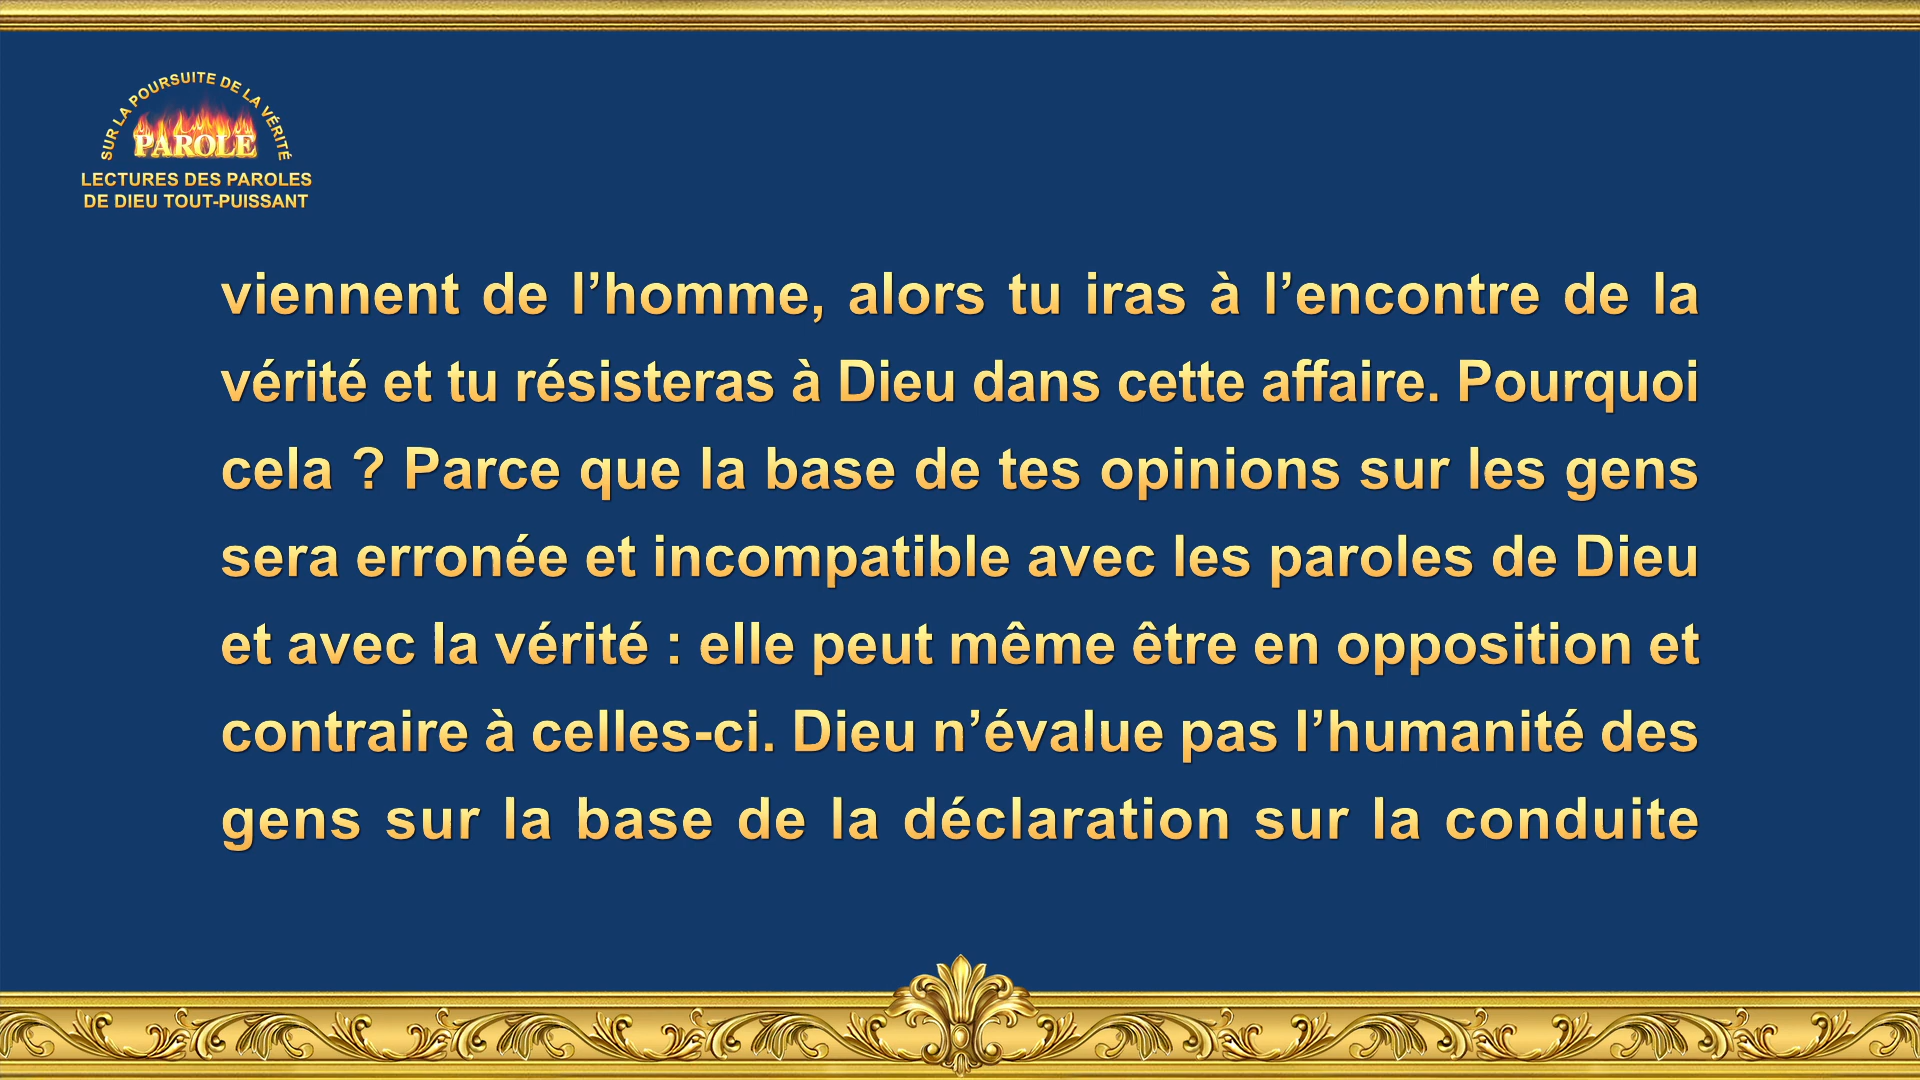 SUR LA POURSUITE DE LA VÉRITÉ
PAROLE
LECTURES DES PAROLES
DE DIEU TOUT-PUISSANT
viennent de l’homme, alors tu iras à l’encontre de la
vérité et tu résisteras à Dieu dans cette affaire. Pourquoi
cela ? Parce que la base de tes opinions sur les gens
sera erronée et incompatible avec les paroles de Dieu
et avec la vérité : elle peut même être en opposition et
contraire à celles-ci. Dieu n’évalue pas l’humanité des
gens sur la base de la déclaration sur la conduite